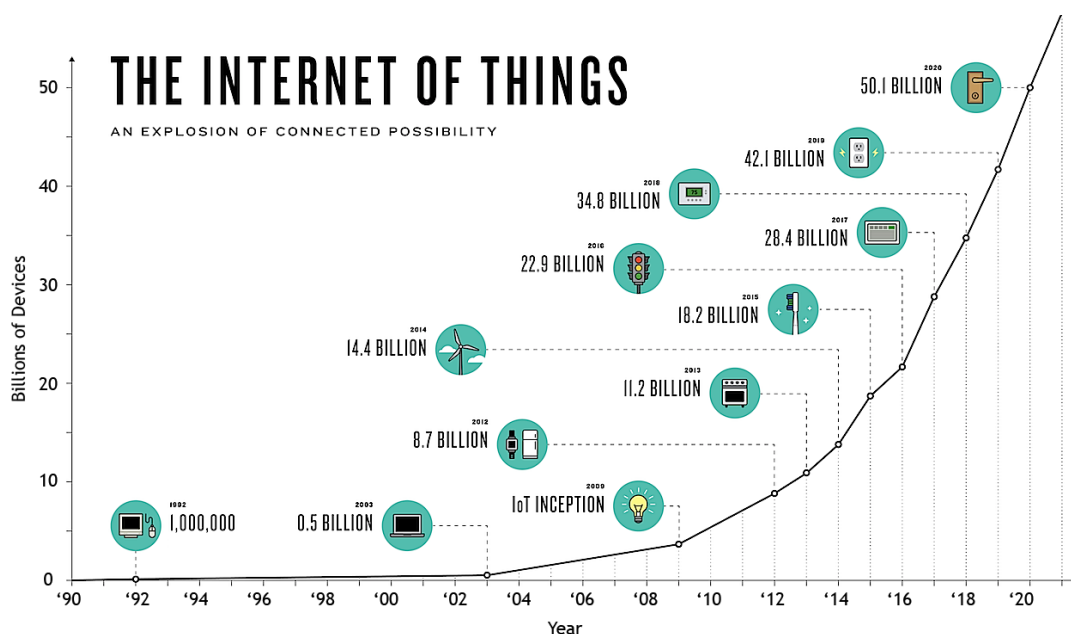 THE INTERNET OF THINGS
AN EXPLOSION OF CONNECTED POSSIBILITY
2020
50.1 BILLION
2019
42.1 BILLION
2018
34.8 BILLION
2017
28.4 BILLION
2016
22.9 BILLION
2015
18.2 BILLION
2014
14.4 BILLION
2013
11.2 BILLION
2012
8.7 BILLION
2009
IoT INCEPTION
2003
0.5 BILLION
1992
1,000,000
75
Billions of Devices
50
40
30
20
10
0
'90 '92 '94 '96 '98 '00 '02 '04 '06 '08 '10 '12 '14 '16 '18 '20
Year